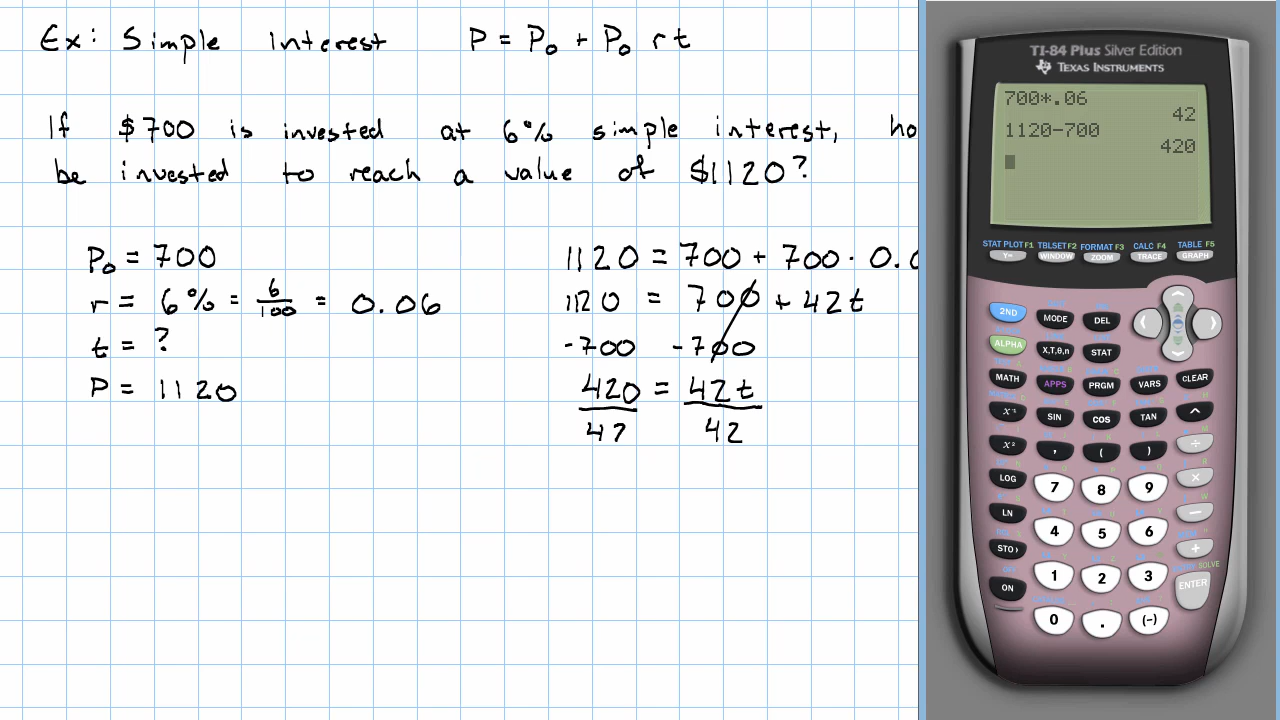 Ex: Simple Interest P = P₀ + P₀ r t
If $700 is invested at 6% simple interest, ho
be invested to reach a value of $1120?
P₀ = 700
r = 6% = 6/100 = 0.06
t = ?
P = 1120
1120 = 700 + 700 · 0.0
1120 = 700 + 42t
-700 -700
420 = 42t
42 42
TI-84 Plus Silver Edition
TEXAS INSTRUMENTS
700*.06
42
1120-700
420
STAT PLOT F1 TBLSET F2 FORMAT F3 CALC F4 TABLE F5
Y= WINDOW ZOOM TRACE GRAPH
2ND MODE DEL
ALPHA X,T,θ,n STAT
MATH APPS PRGM VARS CLEAR
x⁻¹ SIN COS TAN ^
x² , ( ) ÷
LOG 7 8 9 ×
LN 4 5 6 −
STO› 1 2 3 +
ON 0 . (-) ENTER
SOLVE